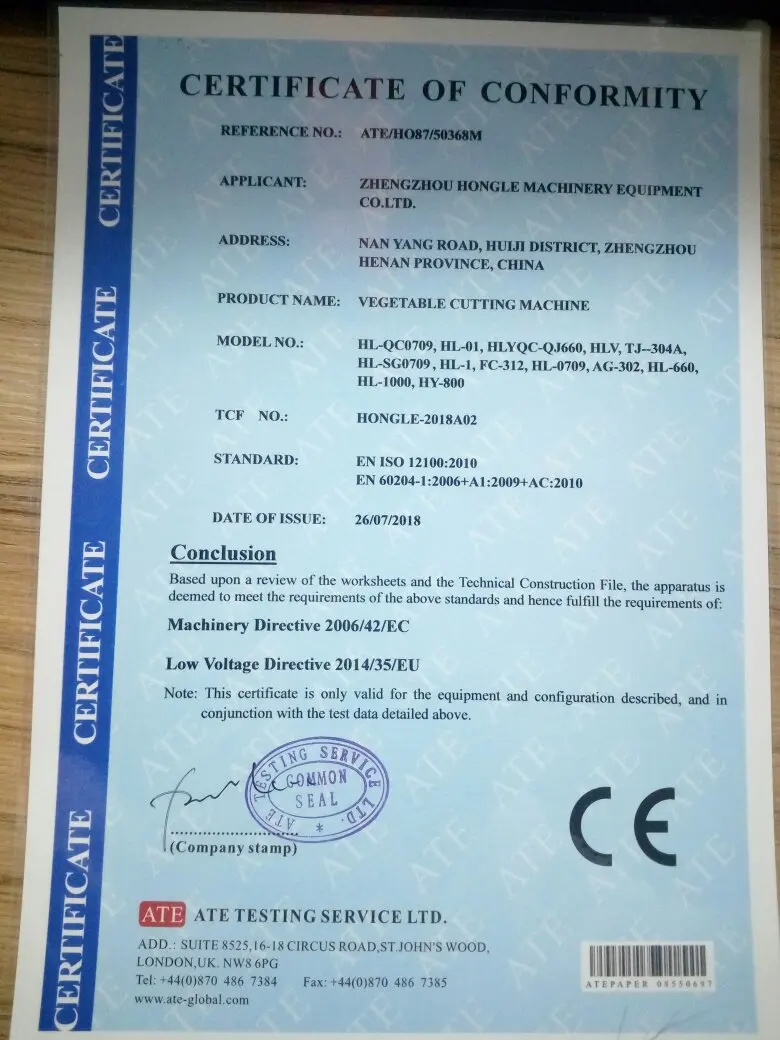 CERTIFICATE OF CONFORMITY
REFERENCE NO.: ATE/HO87/50368M
APPLICANT: ZHENGZHOU HONGLE MACHINERY EQUIPMENT
CO.LTD.
ADDRESS: NAN YANG ROAD, HUIJI DISTRICT, ZHENGZHOU
HENAN PROVINCE, CHINA
PRODUCT NAME: VEGETABLE CUTTING MACHINE
MODEL NO.: HL-QC0709, HL-01, HLYQC-QJ660, HLV, TJ--304A,
HL-SG0709, HL-1, FC-312, HL-0709, AG-302, HL-660,
HL-1000, HY-800
TCF NO.: HONGLE-2018A02
STANDARD: EN ISO 12100:2010
EN 60204-1:2006+A1:2009+AC:2010
DATE OF ISSUE: 26/07/2018
Conclusion
Based upon a review of the worksheets and the Technical Construction File, the apparatus is
deemed to meet the requirements of the above standards and hence fulfill the requirements of:
Machinery Directive 2006/42/EC
Low Voltage Directive 2014/35/EU
Note: This certificate is only valid for the equipment and configuration described, and in
conjunction with the test data detailed above.
ATE TESTING SERVICE LTD.
COMMON
SEAL
(Company stamp)
CE
ATE ATE TESTING SERVICE LTD.
ADD.: SUITE 8525,16-18 CIRCUS ROAD,ST.JOHN'S WOOD,
LONDON,UK. NW8 6PG
Tel: +44(0)870 486 7384 Fax: +44(0)870 486 7385
www.ate-global.com
ATEPAPER 08550697
CERTIFICATE
CERTIFICATE
CERTIFICATE
CERTIFICATE